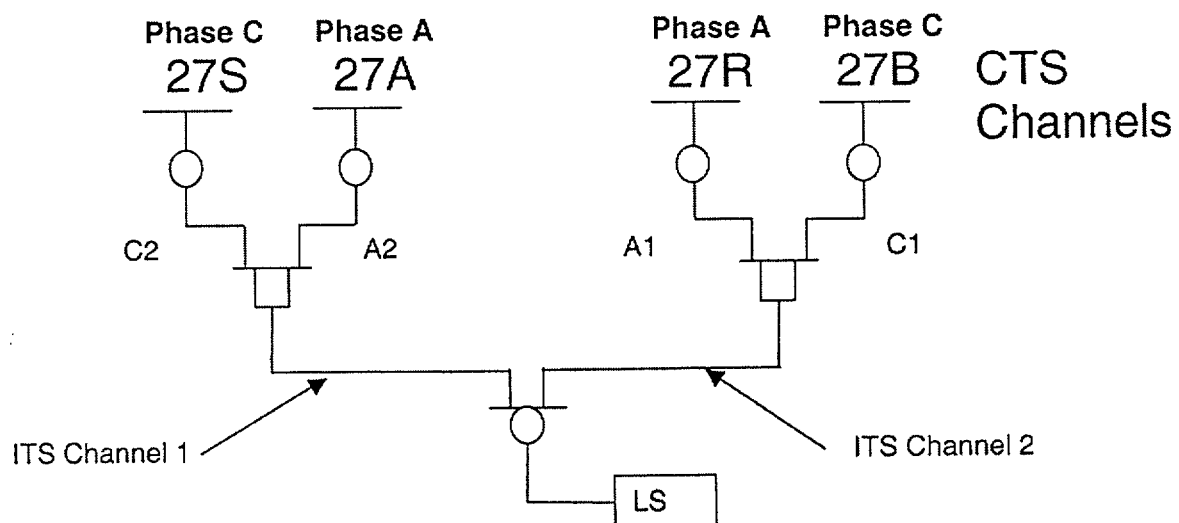 Phase C Phase A Phase A Phase C
27S 27A 27R 27B CTS
Channels
C2 A2 A1 C1
ITS Channel 1 ITS Channel 2
LS